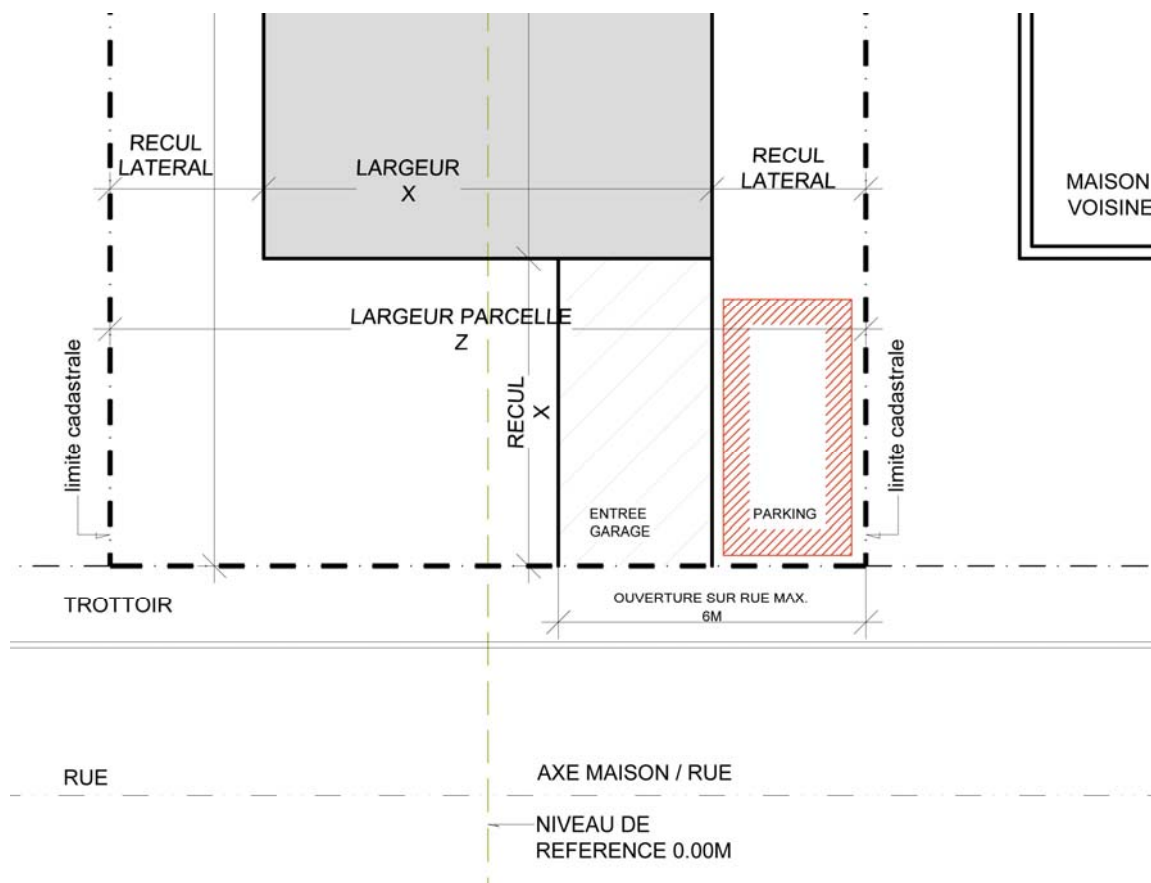 RECUL
LATERAL
LARGEUR
X
RECUL
LATERAL
MAISON
VOISINE
LARGEUR PARCELLE
Z
limite cadastrale
RECUL
X
limite cadastrale
ENTREE
GARAGE
PARKING
TROTTOIR
OUVERTURE SUR RUE MAX.
6M
RUE
AXE MAISON / RUE
NIVEAU DE
REFERENCE 0.00M